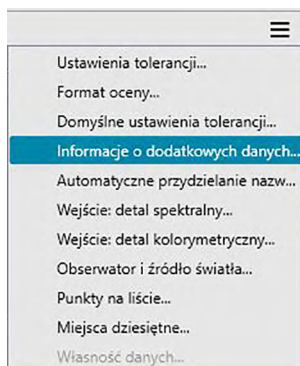 Ustawienia tolerancji...
Format oceny...
Domyślne ustawienia tolerancji...
Informacje o dodatkowych danych...
Automatyczne przydzielanie nazw...
Wejście: detal spektralny...
Wejście: detal kolorymetryczny...
Obserwator i źródło światła...
Punkty na liście...
Miejsca dziesiętne...
Własność danych...